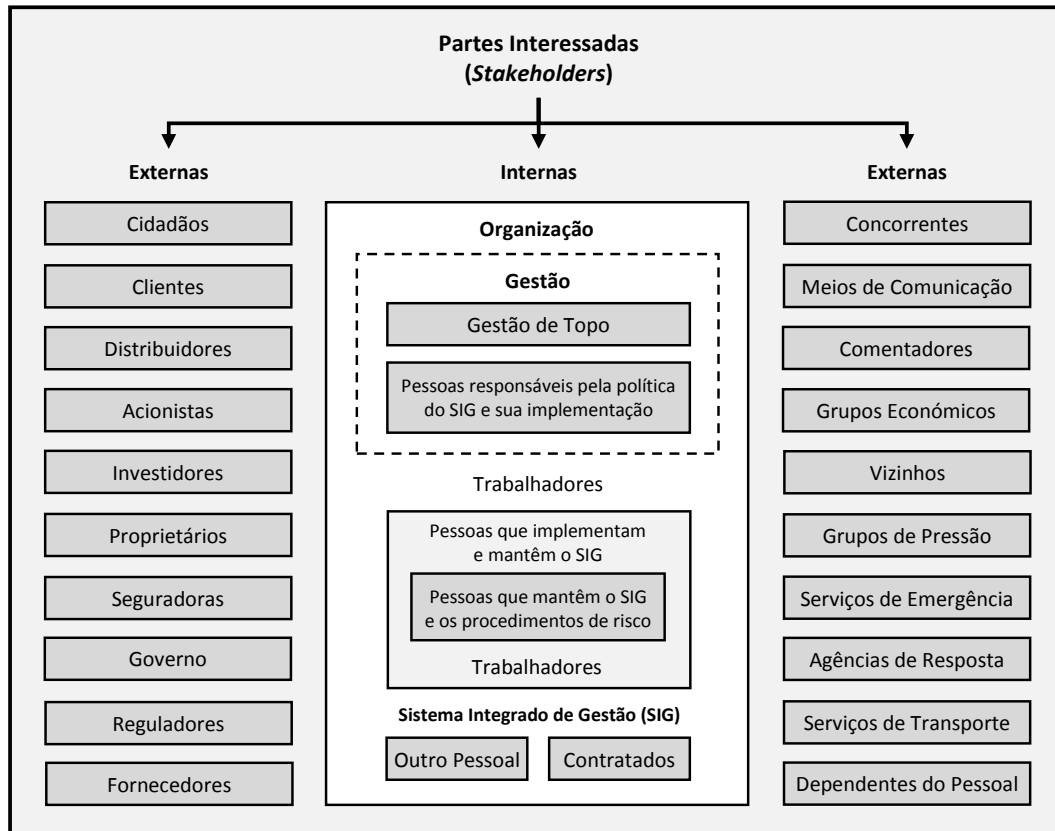 Partes Interessadas
(Stakeholders)
Externas
Cidadãos
Clientes
Distribuidores
Acionistas
Investidores
Proprietários
Seguradoras
Governo
Reguladores
Fornecedores
Internas
Organização
Gestão
Gestão de Topo
Pessoas responsáveis pela política
do SIG e sua implementação
Trabalhadores
Pessoas que implementam
e mantêm o SIG
Pessoas que mantêm o SIG
e os procedimentos de risco
Trabalhadores
Sistema Integrado de Gestão (SIG)
Outro Pessoal
Contratados
Externas
Concorrentes
Meios de Comunicação
Comentadores
Grupos Económicos
Vizinhos
Grupos de Pressão
Serviços de Emergência
Agências de Resposta
Serviços de Transporte
Dependentes do Pessoal